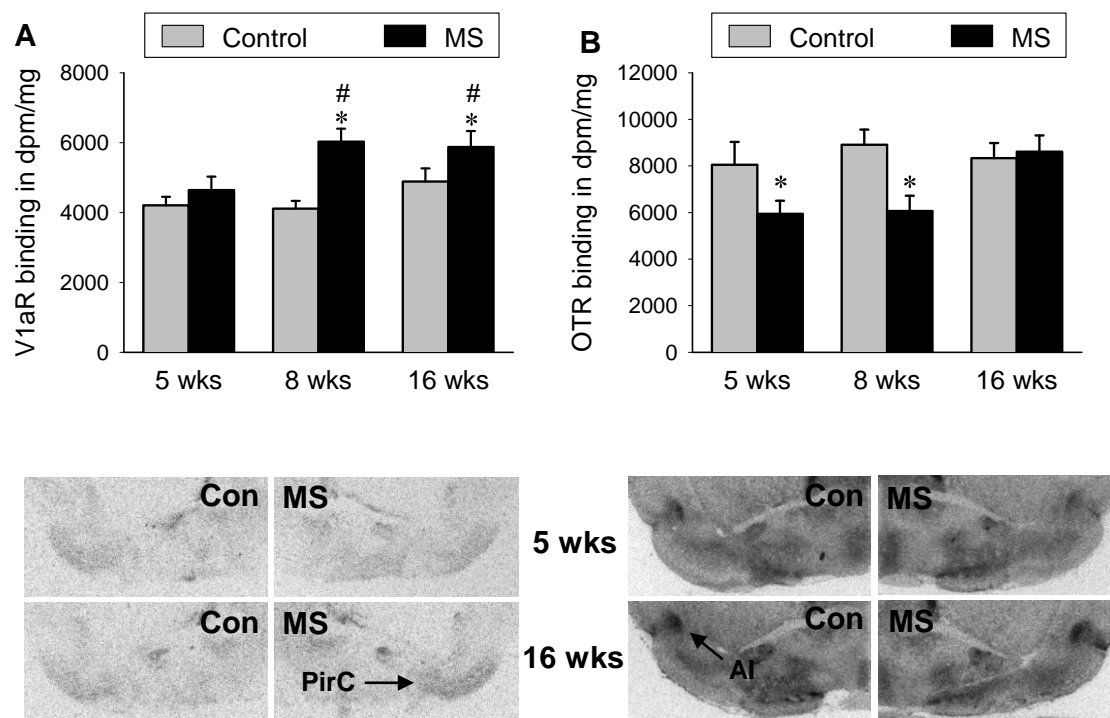 A
Control MS
V1aR binding in dpm/mg
8000
6000
4000
2000
0
#
*
#
*
5 wks 8 wks 16 wks
B
Control MS
OTR binding in dpm/mg
12000
10000
8000
6000
4000
2000
0
*
*
5 wks 8 wks 16 wks
Con MS
5 wks
Con MS
Con MS
PirC
16 wks
Con MS
AI